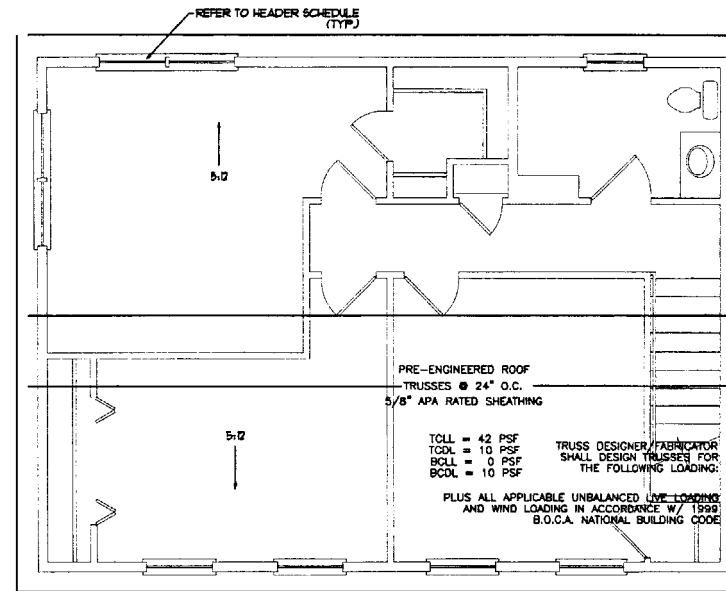 REFER TO HEADER SCHEDULE
(TYP.)
5:12
PRE-ENGINEERED ROOF
TRUSSES @ 24" O.C.
5/8" APA RATED SHEATHING
5:12
TCLL = 42 PSF
TCDL = 10 PSF
BCLL = 0 PSF
BCDL = 10 PSF
TRUSS DESIGNER/FABRICATOR
SHALL DESIGN TRUSSES FOR
THE FOLLOWING LOADING:
PLUS ALL APPLICABLE UNBALANCED LIVE LOADING
AND WIND LOADING IN ACCORDANCE W/ 1999
B.O.C.A. NATIONAL BUILDING CODE